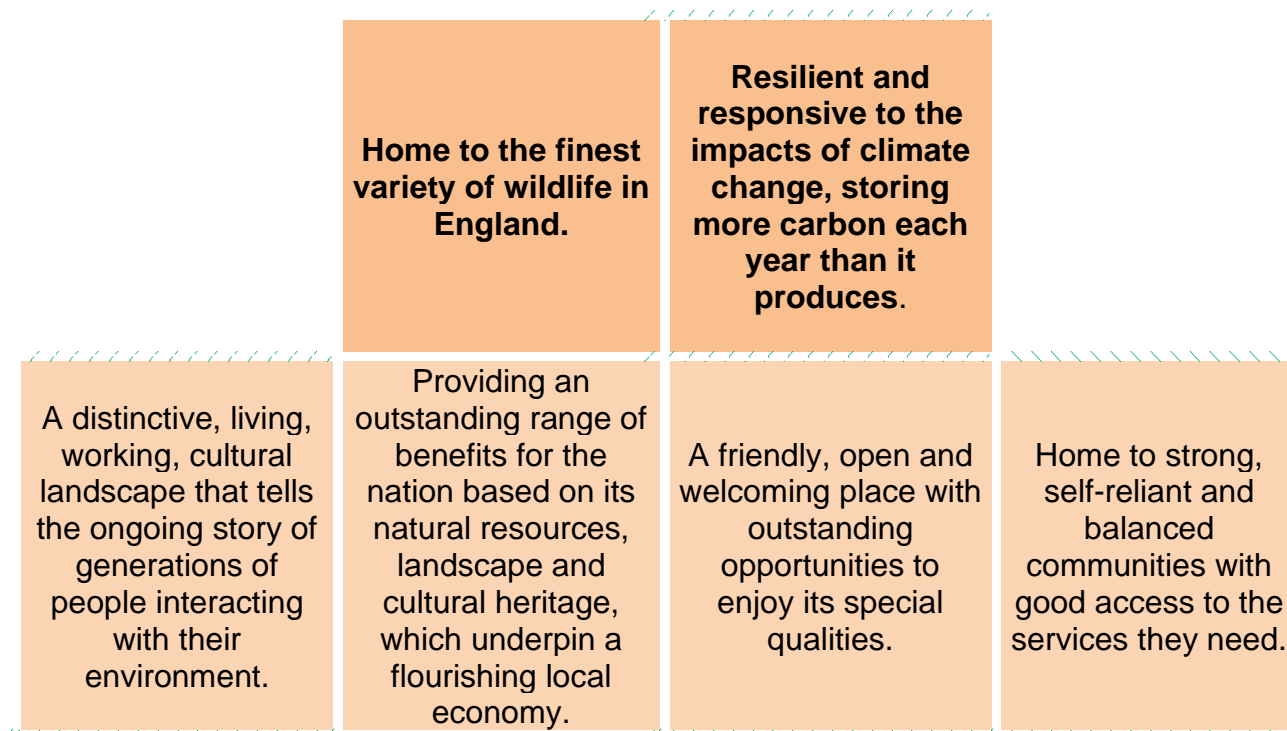 Home to the finest
variety of wildlife in
England.
Resilient and
responsive to the
impacts of climate
change, storing
more carbon each
year than it
produces.
A distinctive, living,
working, cultural
landscape that tells
the ongoing story of
generations of
people interacting
with their
environment.
Providing an
outstanding range of
benefits for the
nation based on its
natural resources,
landscape and
cultural heritage,
which underpin a
flourishing local
economy.
A friendly, open and
welcoming place with
outstanding
opportunities to
enjoy its special
qualities.
Home to strong,
self-reliant and
balanced
communities with
good access to the
services they need.